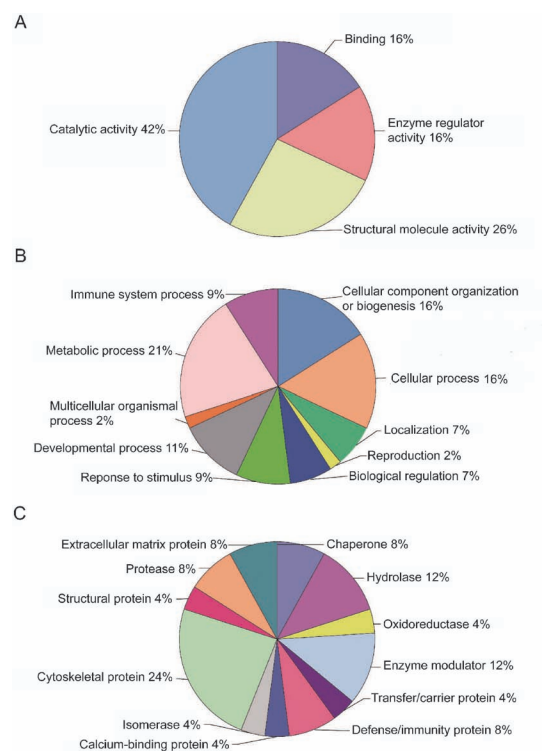 A
Binding 16%
Enzyme regulator
activity 16%
Structural molecule activity 26%
Catalytic activity 42%
B
Cellular component organization
or biogenesis 16%
Cellular process 16%
Localization 7%
Reproduction 2%
Biological regulation 7%
Reponse to stimulus 9%
Developmental process 11%
Multicellular organismal
process 2%
Metabolic process 21%
Immune system process 9%
C
Chaperone 8%
Hydrolase 12%
Oxidoreductase 4%
Enzyme modulator 12%
Transfer/carrier protein 4%
Defense/immunity protein 8%
Calcium-binding protein 4%
Isomerase 4%
Cytoskeletal protein 24%
Structural protein 4%
Protease 8%
Extracellular matrix protein 8%